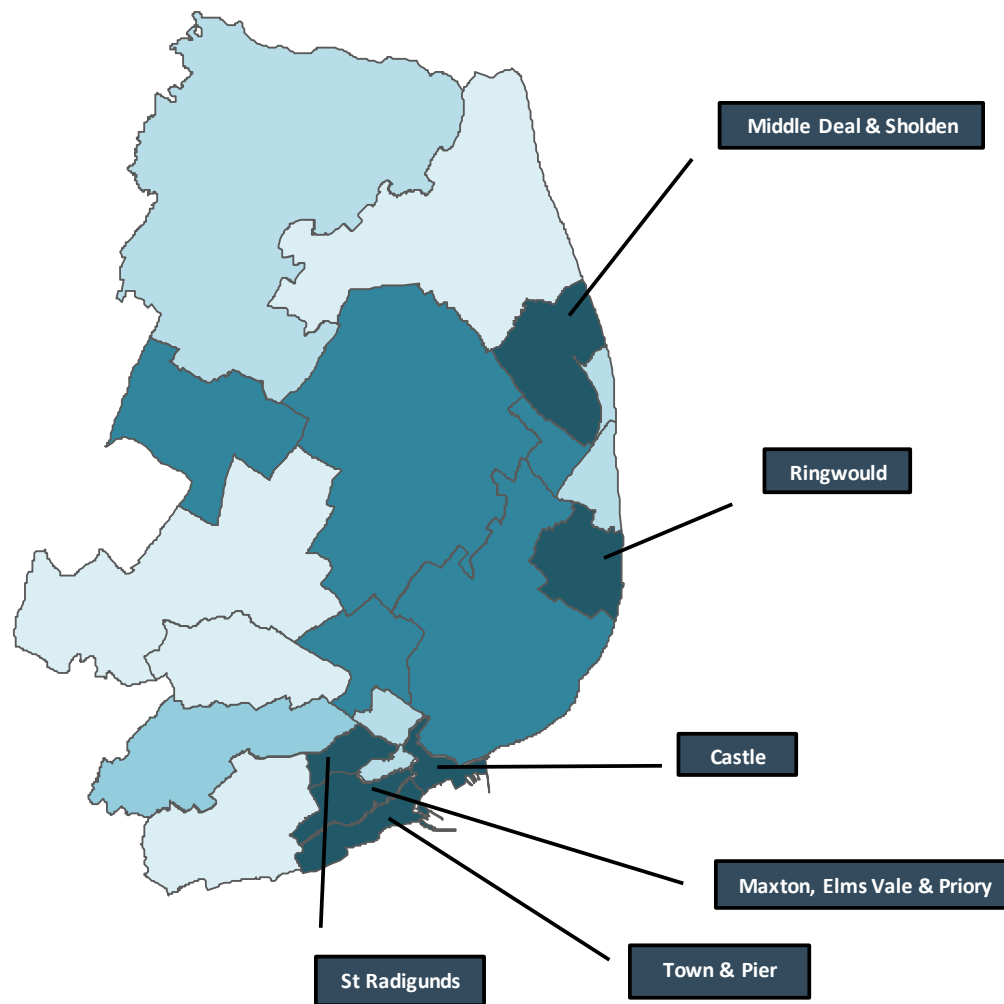 Middle Deal & Sholden
Ringwould
Castle
Maxton, Elms Vale & Priory
Town & Pier
St Radigunds